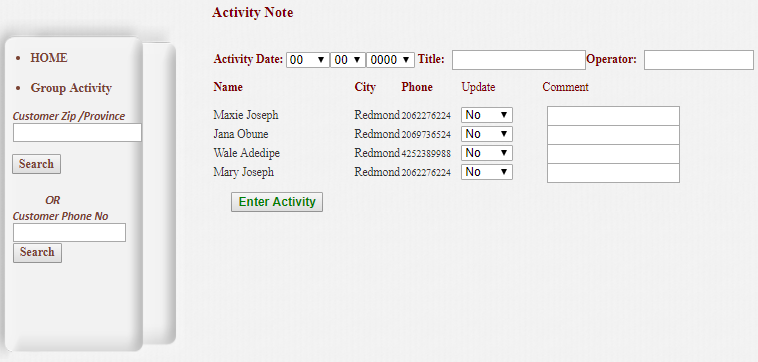 Activity Note
HOME
Group Activity
Customer Zip /Province
Search
OR
Customer Phone No
Search
Activity Date: 00 00 0000 Title: Operator:
Name City Phone Update Comment
Maxie Joseph Redmond 2062276224 No
Jana Obune Redmond 2069736524 No
Wale Adedipe Redmond 4252389988 No
Mary Joseph Redmond 2062276224 No
Enter Activity